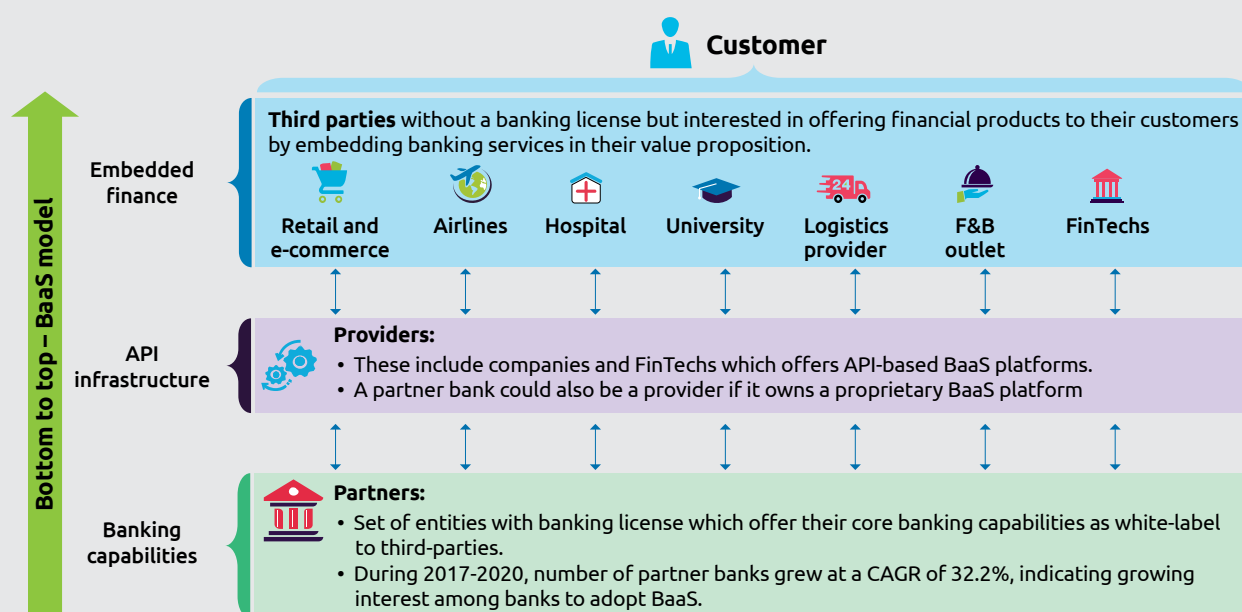 Customer
Bottom to top – BaaS model
Embedded
finance
Third parties without a banking license but interested in offering financial products to their customers
by embedding banking services in their value proposition.
24
Retail and
e-commerce
Airlines
Hospital
University
Logistics
provider
F&B
outlet
FinTechs
API
infrastructure
Providers:
• These include companies and FinTechs which offers API-based BaaS platforms.
• A partner bank could also be a provider if it owns a proprietary BaaS platform
Banking
capabilities
Partners:
• Set of entities with banking license which offer their core banking capabilities as white-label
to third-parties.
• During 2017-2020, number of partner banks grew at a CAGR of 32.2%, indicating growing
interest among banks to adopt BaaS.